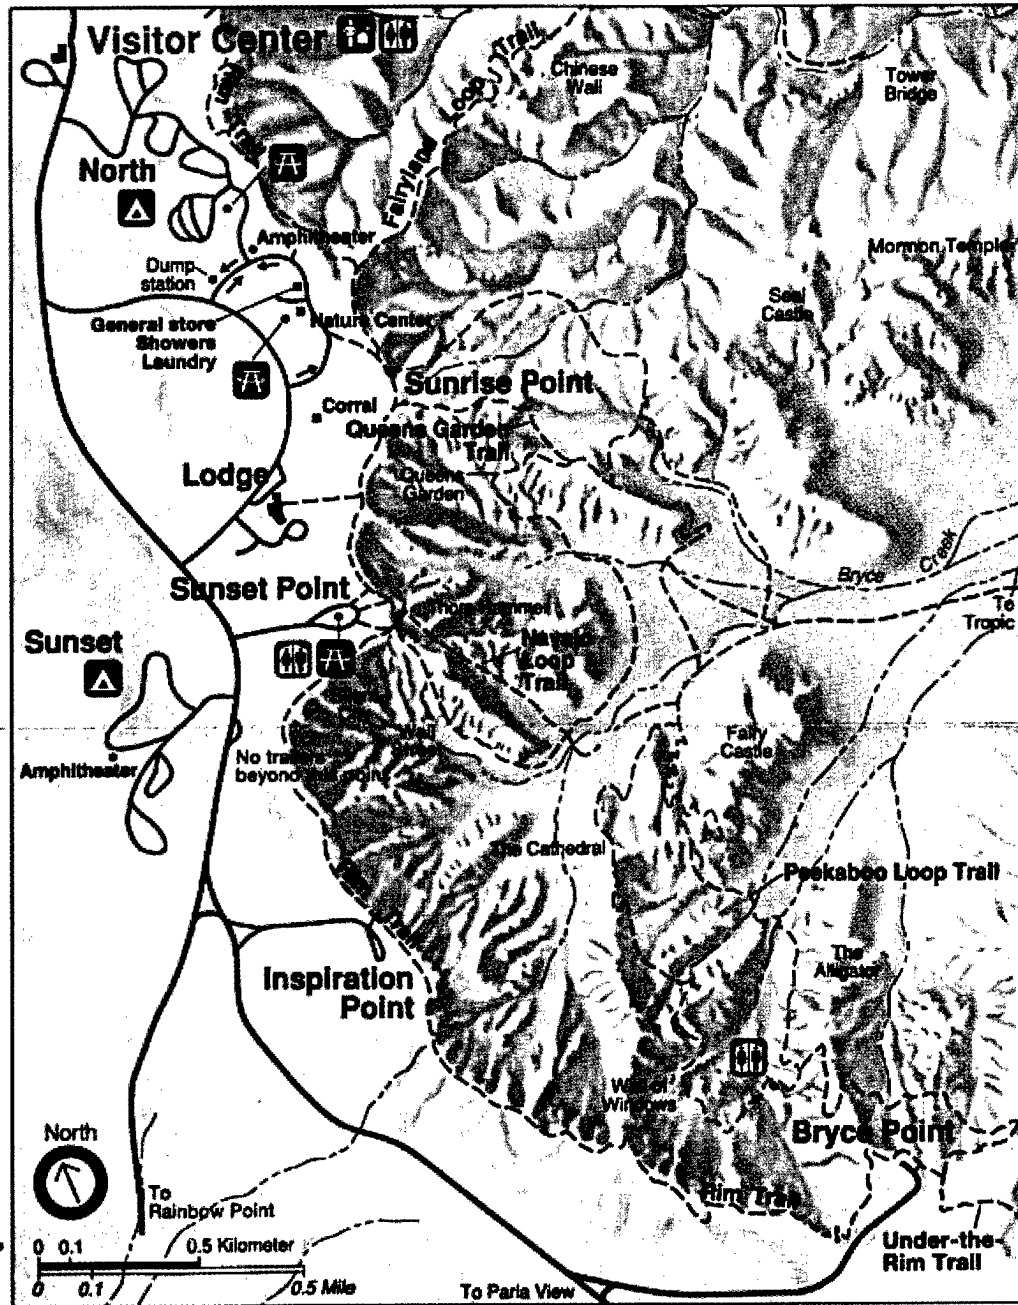 Visitor Center
Loop Trail
Chinese
Wall
Tower
Bridge
North
Fairyland
Amphitheater
Mormon Temple
Dump
station
Seal
Castle
General store
Showers
Laundry
Nature Center
Sunrise Point
Corral
Queens Garden
Trail
Queens
Garden
Lodge
Bryce Creek
Sunset Point
Thors Hammer
To
Tropic
Sunset
Navajo
Loop
Trail
Wall
Street
Fairy
Castle
No trailers
beyond this point
Amphitheater
The Cathedral
Peekaboo Loop Trail
The
Alligator
Inspiration
Point
Wall of
Windows
Bryce Point
North
To
Rainbow Point
Rim Trail
Under-the-
Rim Trail
0 0.1 0.5 Kilometer
0 0.1 0.5 Mile
To Paria View